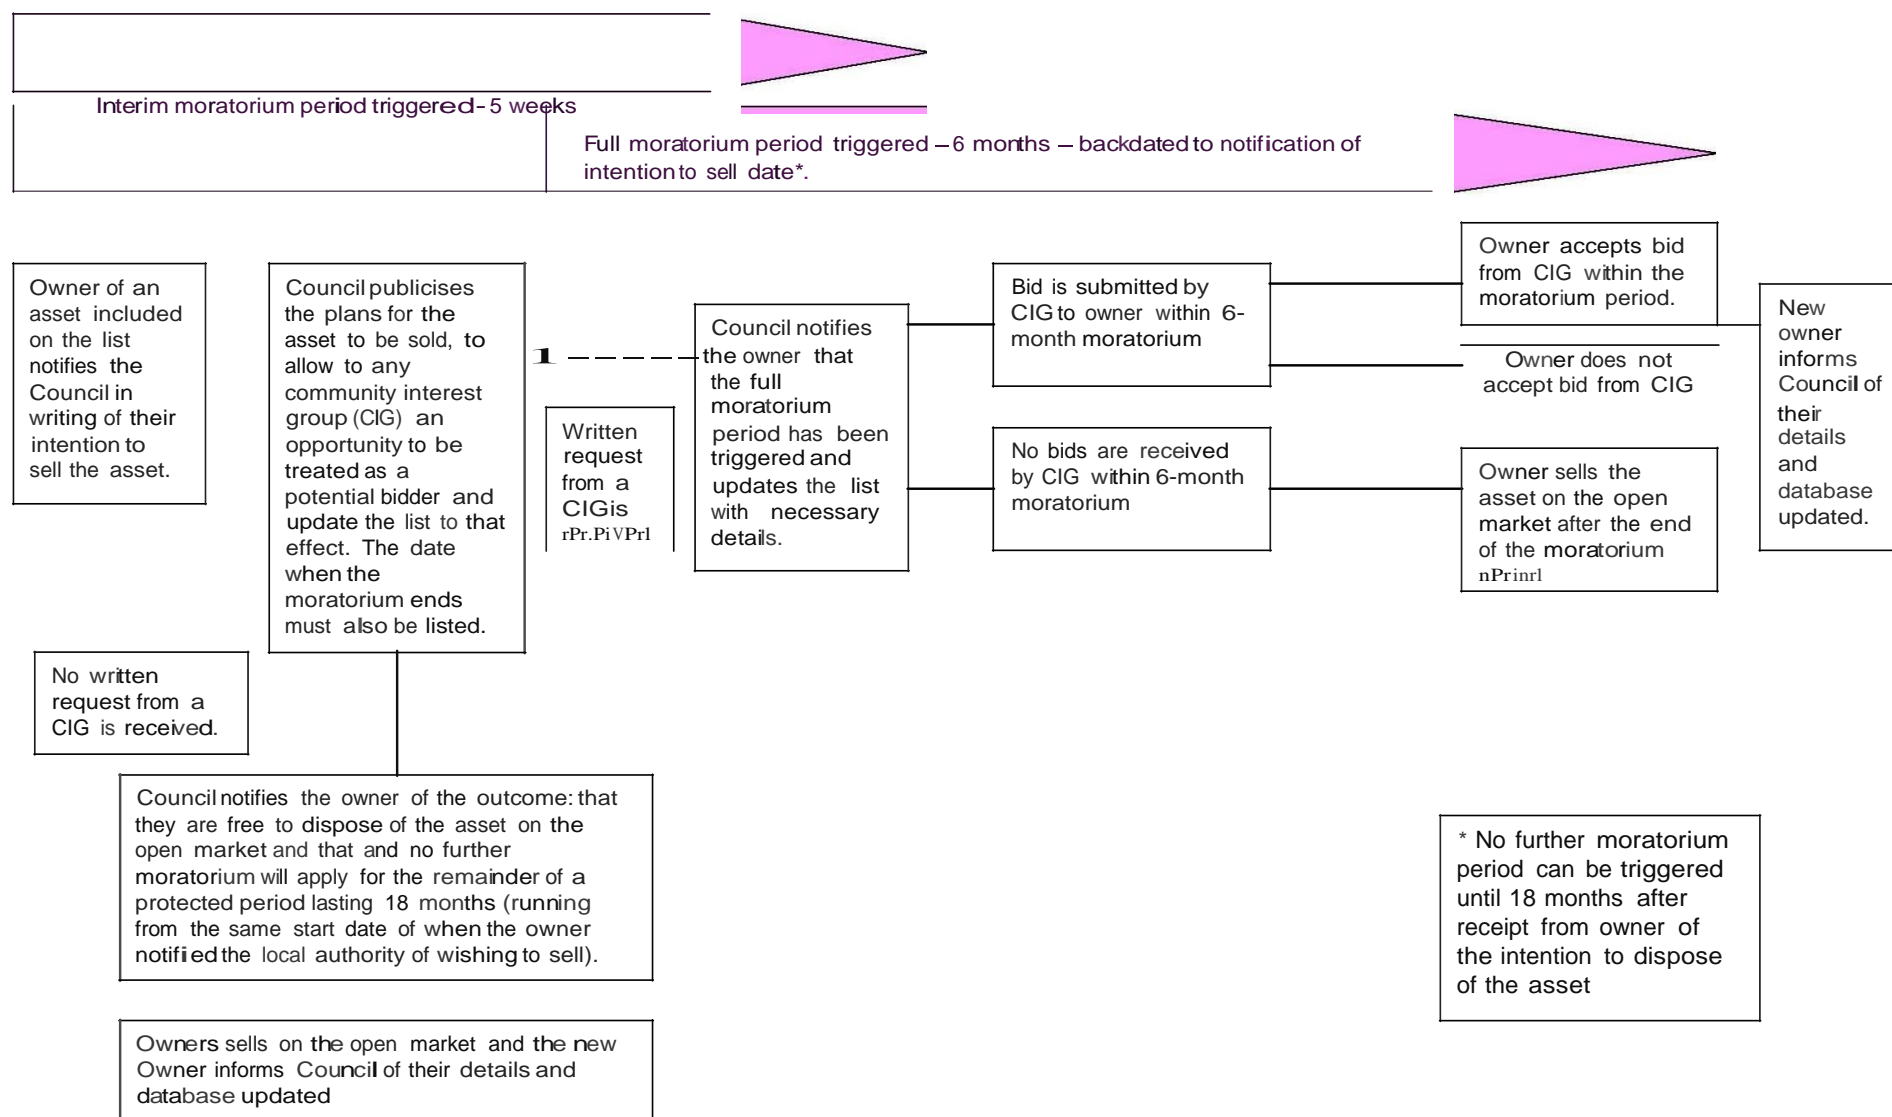 Interim moratorium period triggered-5 weeks
Full moratorium period triggered – 6 months – backdated to notification of
intention to sell date*.
Owner of an
asset included
on the list
notifies the
Council in
writing of their
intention to
sell the asset.
Council publicises
the plans for the
asset to be sold, to
allow to any
community interest
group (CIG) an
opportunity to be
treated as a
potential bidder and
update the list to that
effect. The date
when the
moratorium ends
must also be listed.
1
Written
request
from a
CIG is
rPr.PiVPrl
Council notifies
the owner that
the full
moratorium
period has been
triggered and
updates the list
with necessary
details.
Bid is submitted by
CIG to owner within 6-
month moratorium
No bids are received
by CIG within 6-month
moratorium
Owner accepts bid
from CIG within the
moratorium period.
Owner does not
accept bid from CIG
Owner sells the
asset on the open
market after the end
of the moratorium
nPrinrl
New
owner
informs
Council of
their
details
and
database
updated.
No written
request from a
CIG is received.
Council notifies the owner of the outcome: that
they are free to dispose of the asset on the
open market and that and no further
moratorium will apply for the remainder of a
protected period lasting 18 months (running
from the same start date of when the owner
notified the local authority of wishing to sell).
Owners sells on the open market and the new
Owner informs Council of their details and
database updated
* No further moratorium
period can be triggered
until 18 months after
receipt from owner of
the intention to dispose
of the asset